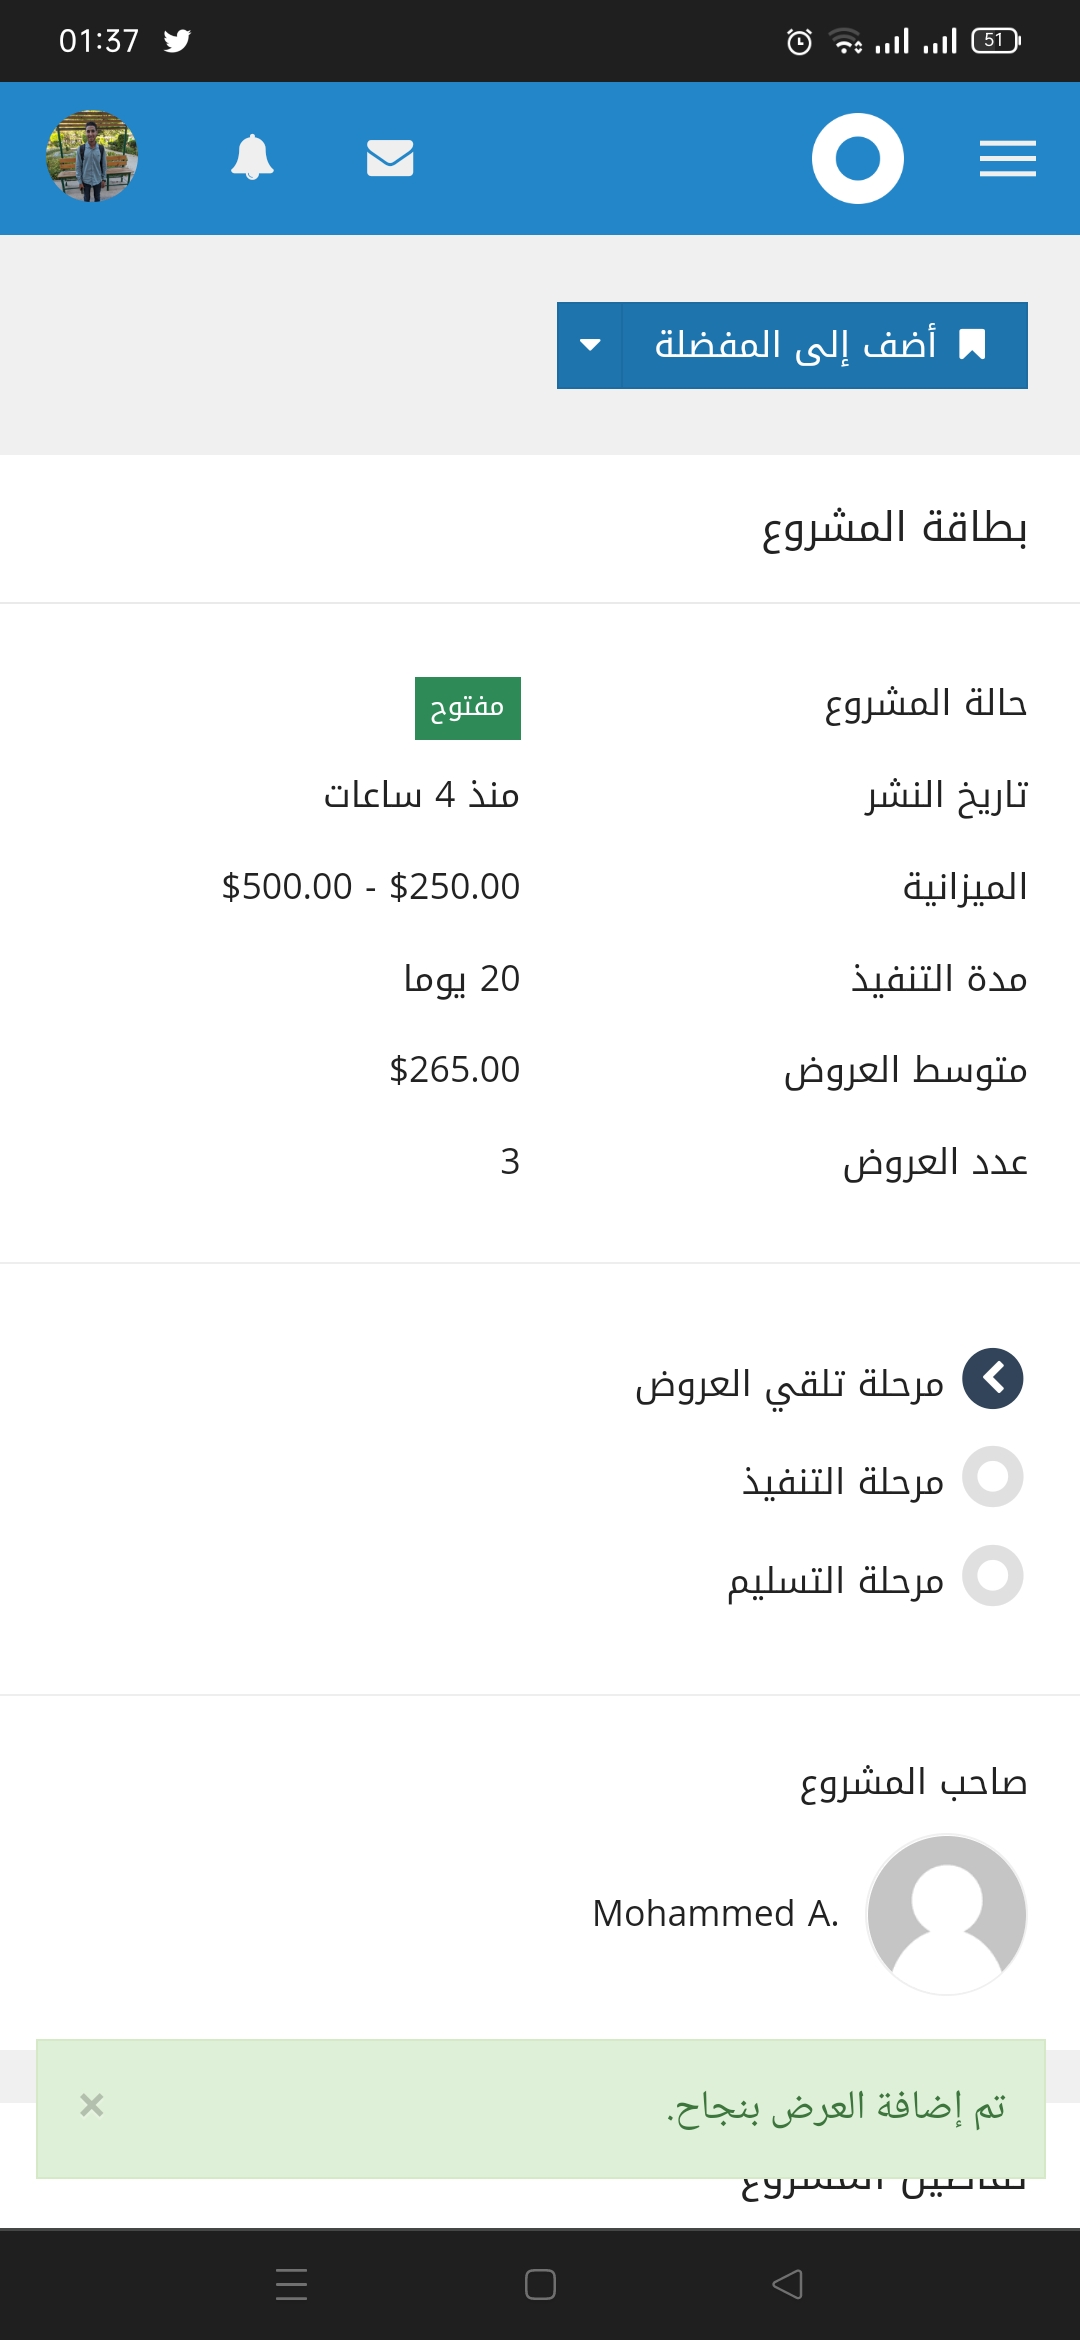 01:37
51
أضف إلى المفضلة
بطاقة المشروع
حالة المشروع مفتوح
تاريخ النشر منذ 4 ساعات
الميزانية $250.00 - $500.00
مدة التنفيذ 20 يوما
متوسط العروض $265.00
عدد العروض 3
مرحلة تلقي العروض
مرحلة التنفيذ
مرحلة التسليم
صاحب المشروع
Mohammed A.
تم إضافة العرض بنجاح.